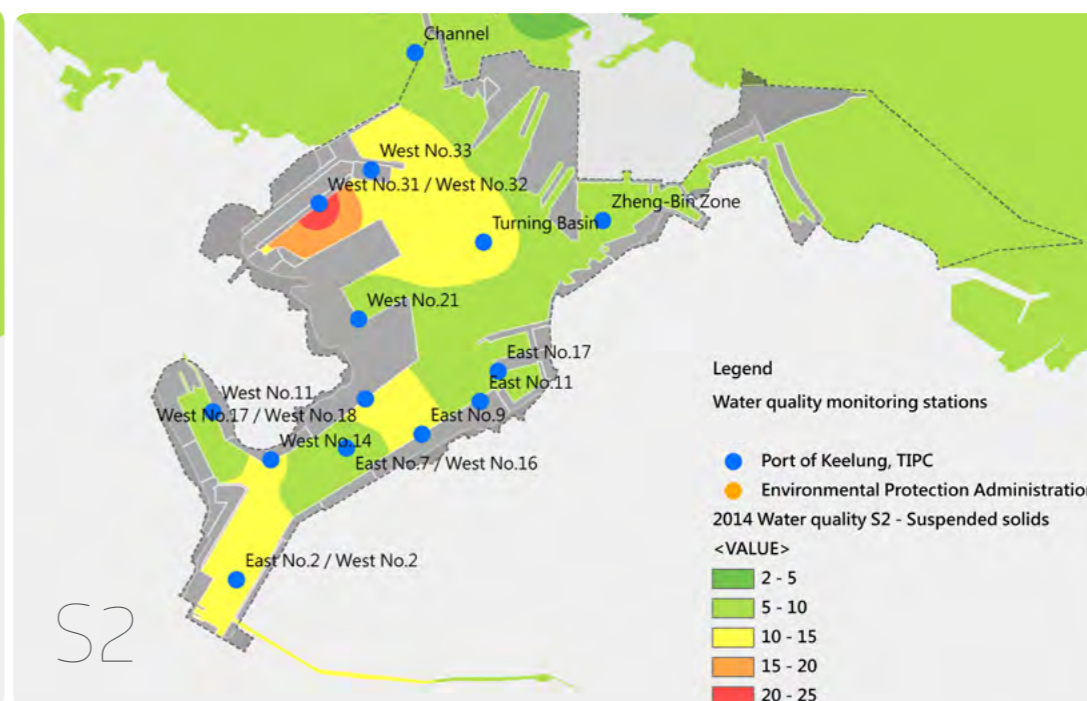 Channel
West No.33
West No.31 / West No.32
Zheng-Bin Zone
Turning Basin
West No.21
East No.17
East No.11
West No.11
West No.17 / West No.18
East No.9
West No.14
East No.7 / West No.16
East No.2 / West No.2
S2
Legend
Water quality monitoring stations
Port of Keelung, TIPC
Environmental Protection Administration
2014 Water quality S2 - Suspended solids
<VALUE>
2 - 5
5 - 10
10 - 15
15 - 20
20 - 25